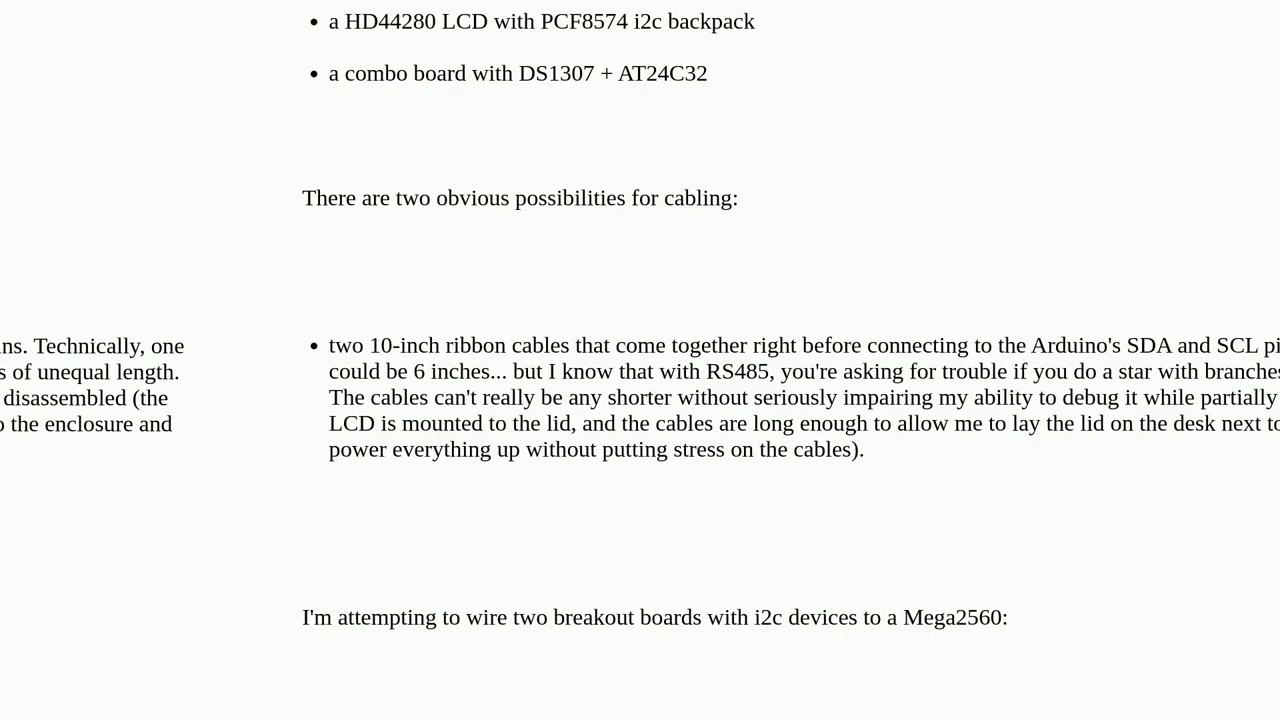 • a HD44280 LCD with PCF8574 i2c backpack
• a combo board with DS1307 + AT24C32
There are two obvious possibilities for cabling:
ns. Technically, one
s of unequal length.
disassembled (the
o the enclosure and
• two 10-inch ribbon cables that come together right before connecting to the Arduino's SDA and SCL pi
could be 6 inches... but I know that with RS485, you're asking for trouble if you do a star with branches
The cables can't really be any shorter without seriously impairing my ability to debug it while partially
LCD is mounted to the lid, and the cables are long enough to allow me to lay the lid on the desk next to
power everything up without putting stress on the cables).
I'm attempting to wire two breakout boards with i2c devices to a Mega2560: